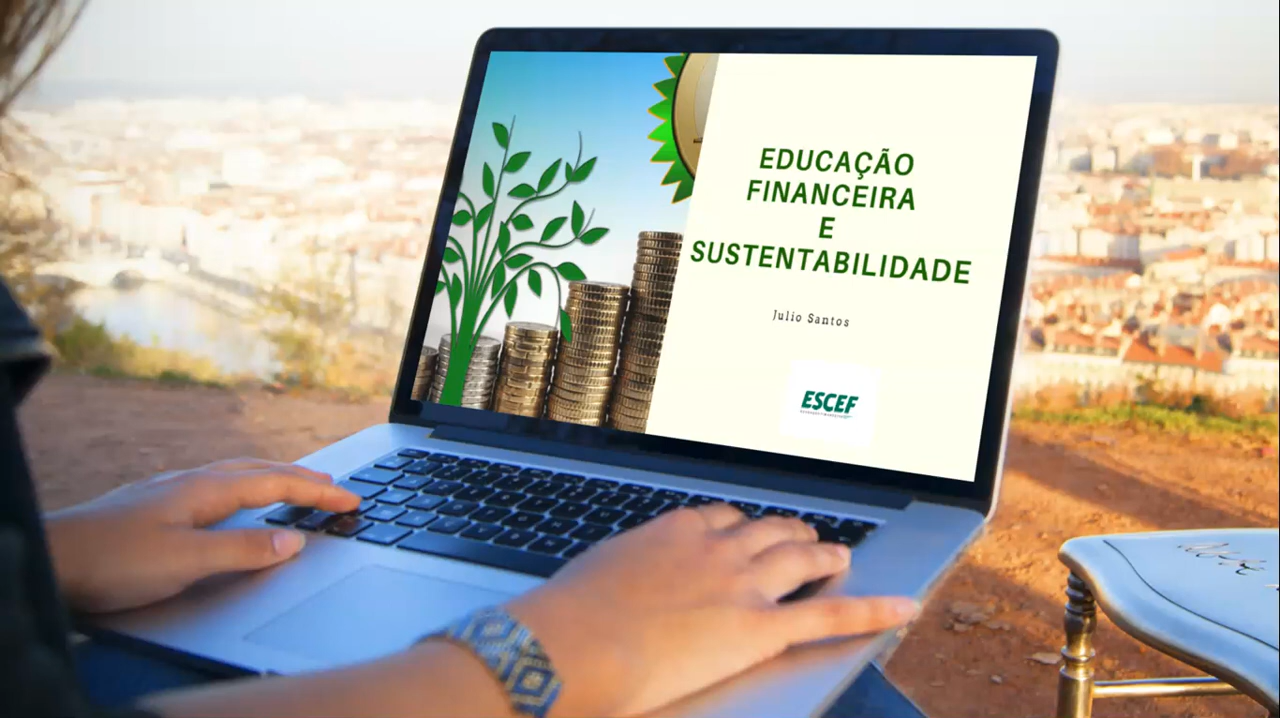 EDUCAÇÃO
FINANCEIRA
E
SUSTENTABILIDADE
Julio Santos
ESCEF